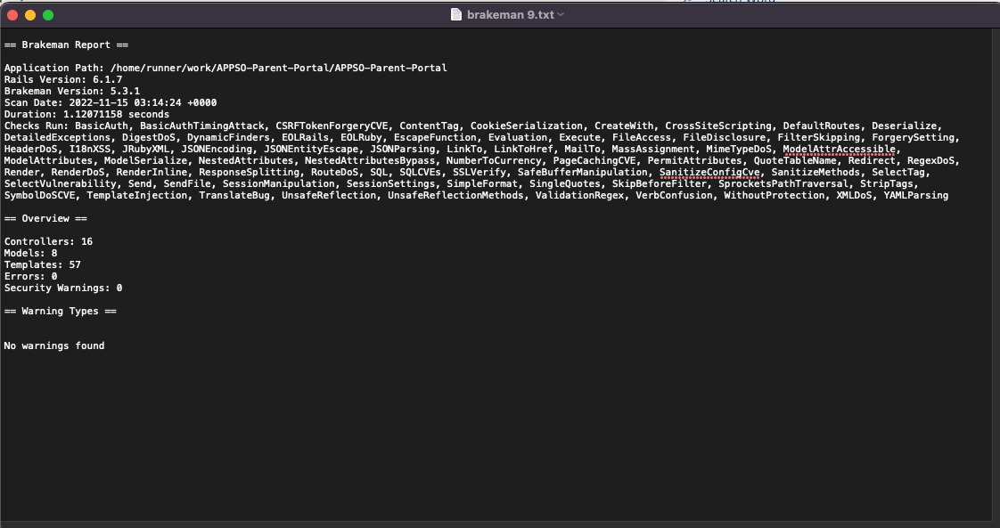 brakeman 9.txt
== Brakeman Report ==
Application Path: /home/runner/work/APPSO-Parent-Portal/APPSO-Parent-Portal
Rails Version: 6.1.7
Brakeman Version: 5.3.1
Scan Date: 2022-11-15 03:14:24 +0000
Duration: 1.12071158 seconds
Checks Run: BasicAuth, BasicAuthTimingAttack, CSRFTokenForgeryCVE, ContentTag, CookieSerialization, CreateWith, CrossSiteScripting, DefaultRoutes, Deserialize,
DetailedExceptions, DigestDoS, DynamicFinders, EOLRails, EOLRuby, EscapeFunction, Evaluation, Execute, FileAccess, FileDisclosure, FilterSkipping, ForgerySetting,
HeaderDoS, I18nXSS, JRubyXML, JSONEncoding, JSONEntityEscape, JSONParsing, LinkTo, LinkToHref, MailTo, MassAssignment, MimeTypeDoS, ModelAttrAccessible,
ModelAttributes, ModelSerialize, NestedAttributes, NestedAttributesBypass, NumberToCurrency, PageCachingCVE, PermitAttributes, QuoteTableName, Redirect, RegexDoS,
Render, RenderDoS, RenderInline, ResponseSplitting, RouteDoS, SQL, SQLCVEs, SSLVerify, SafeBufferManipulation, SanitizeConfigCve, SanitizeMethods, SelectTag,
SelectVulnerability, Send, SendFile, SessionManipulation, SessionSettings, SimpleFormat, SingleQuotes, SkipBeforeFilter, SprocketsPathTraversal, StripTags,
SymbolDoSCVE, TemplateInjection, TranslateBug, UnsafeReflection, UnsafeReflectionMethods, ValidationRegex, VerbConfusion, WithoutProtection, XMLDoS, YAMLParsing
== Overview ==
Controllers: 16
Models: 8
Templates: 57
Errors: 0
Security Warnings: 0
== Warning Types ==
No warnings found